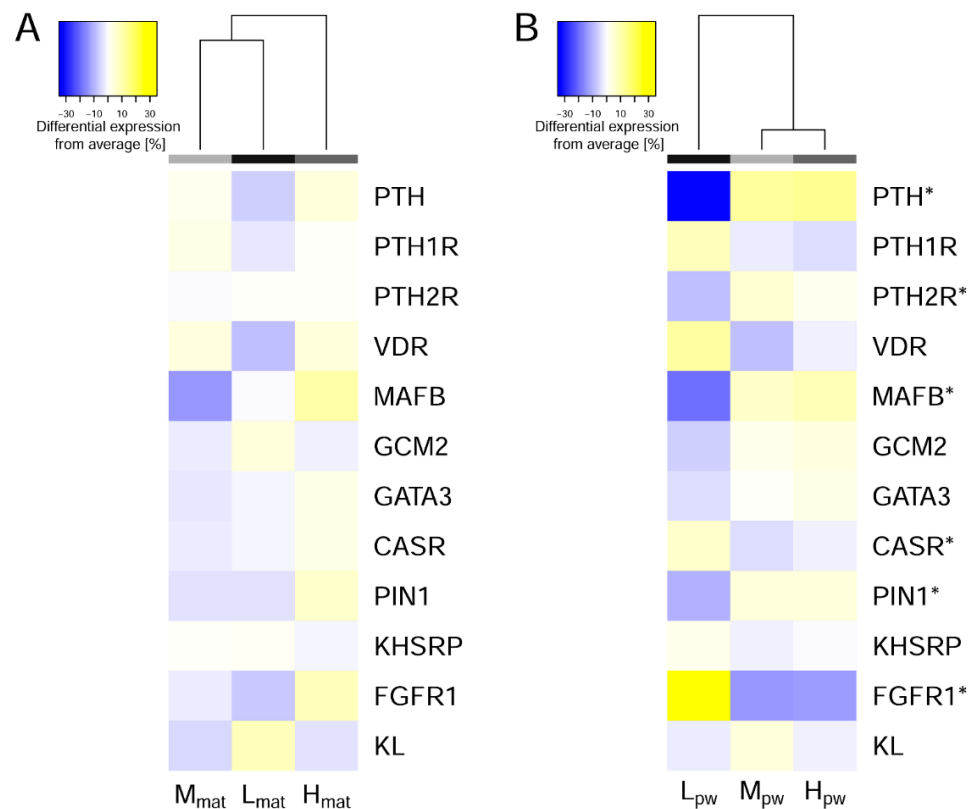 A
-30 -10 10 30
Differential expression
from average [%]
PTH
PTH1R
PTH2R
VDR
MAFB
GCM2
GATA3
CASR
PIN1
KHSRP
FGFR1
KL
Mmat Lmat Hmat
B
-30 -10 10 30
Differential expression
from average [%]
PTH*
PTH1R
PTH2R*
VDR
MAFB*
GCM2
GATA3
CASR*
PIN1*
KHSRP
FGFR1*
KL
Lpw Mpw Hpw